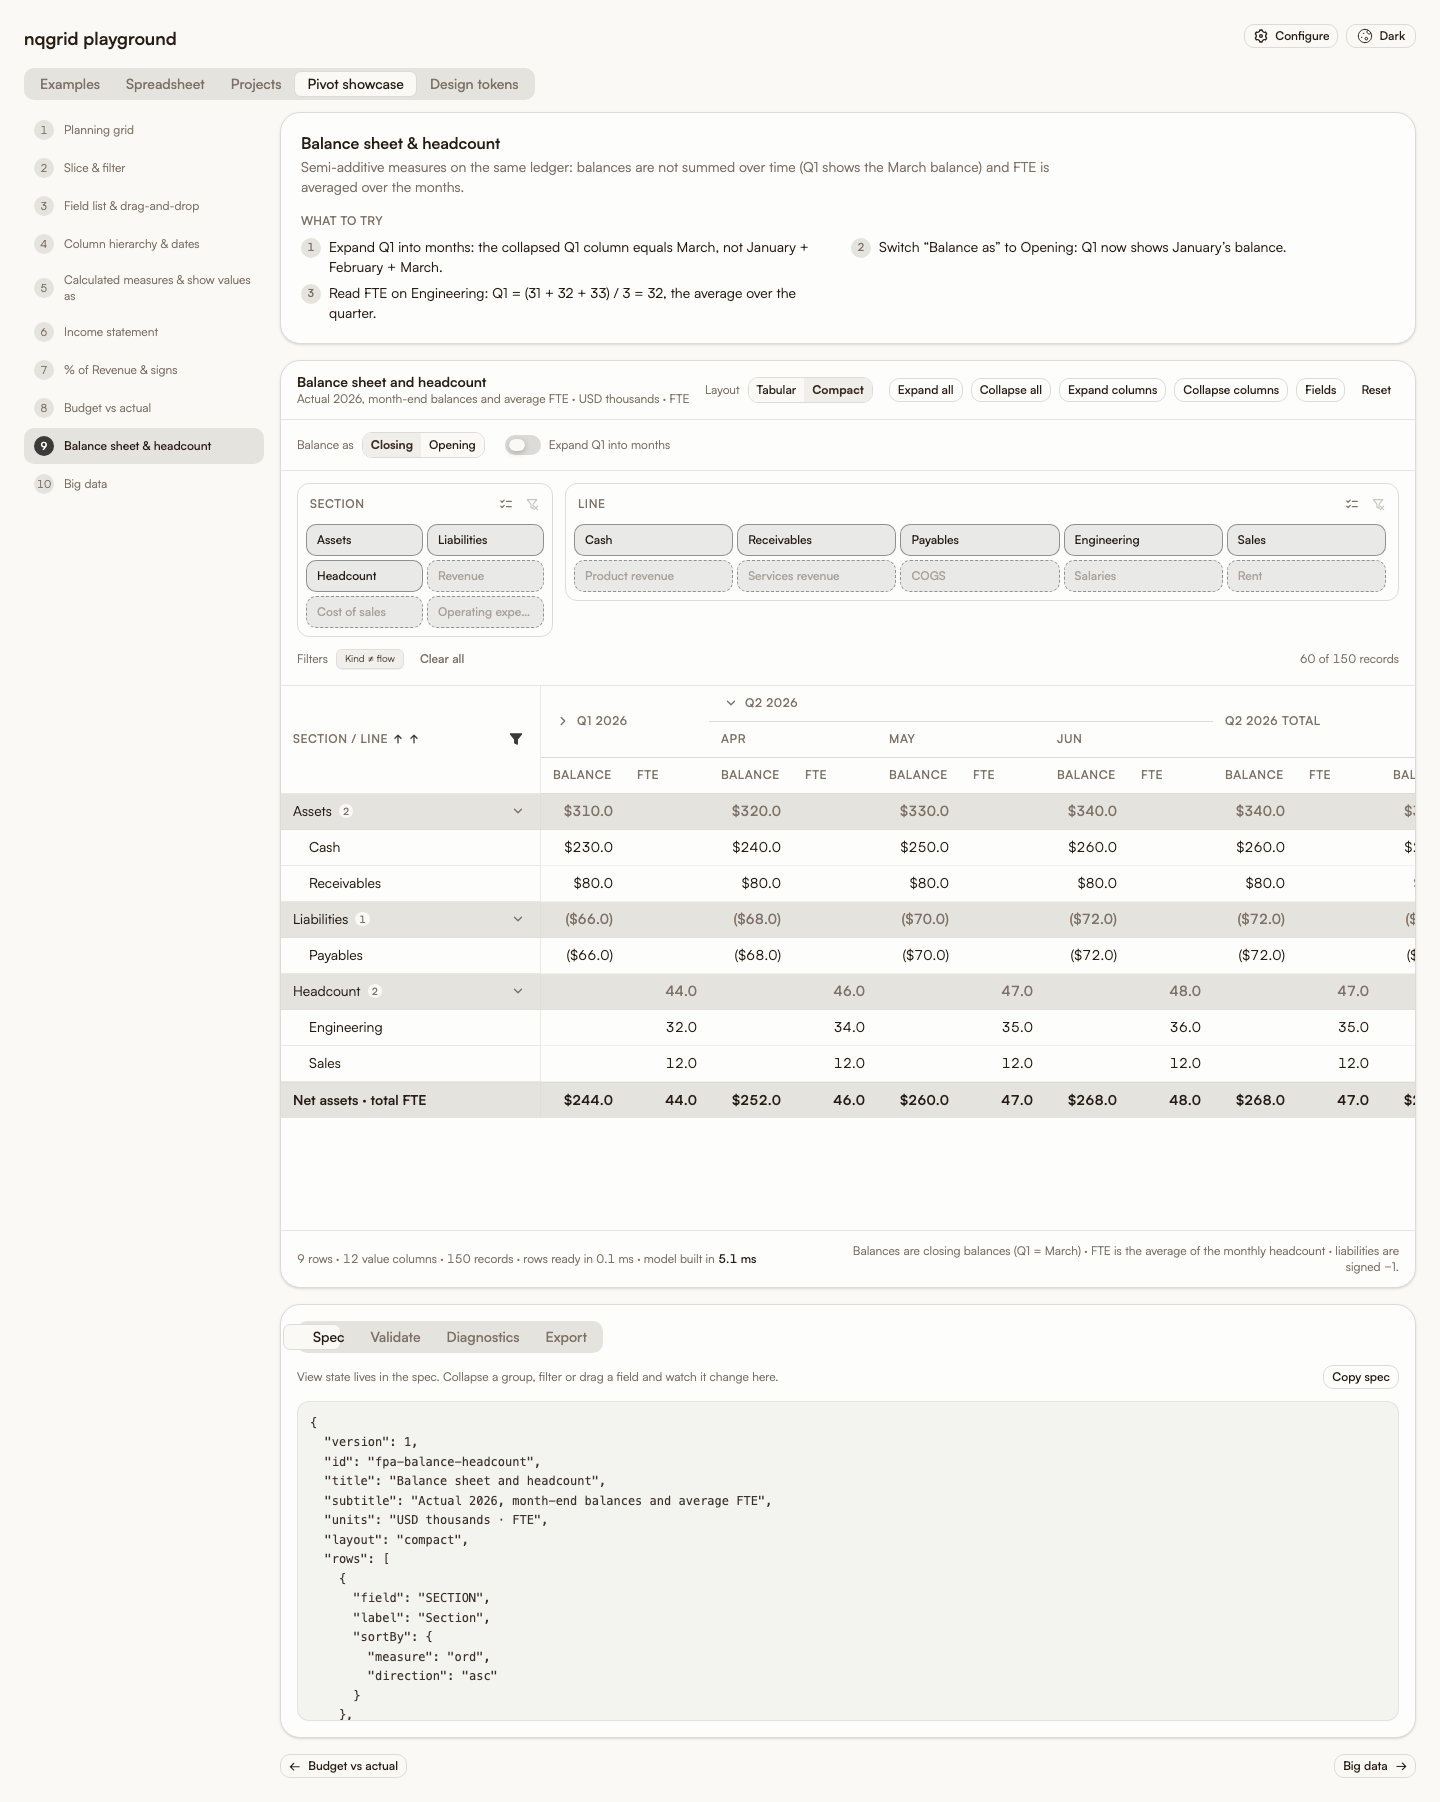 nqgrid playground
Configure
Dark
Examples
Spreadsheet
Projects
Pivot showcase
Design tokens
1 Planning grid
2 Slice & filter
3 Field list & drag-and-drop
4 Column hierarchy & dates
5 Calculated measures & show values
as
6 Income statement
7 % of Revenue & signs
8 Budget vs actual
9 Balance sheet & headcount
10 Big data
Balance sheet & headcount
Semi-additive measures on the same ledger: balances are not summed over time (Q1 shows the March balance) and FTE is
averaged over the months.
WHAT TO TRY
1 Expand Q1 into months: the collapsed Q1 column equals March, not January +
February + March.
2 Switch “Balance as” to Opening: Q1 now shows January’s balance.
3 Read FTE on Engineering: Q1 = (31 + 32 + 33) / 3 = 32, the average over the
quarter.
Balance sheet and headcount
Actual 2026, month-end balances and average FTE · USD thousands · FTE
Layout Tabular Compact
Expand all
Collapse all
Expand columns
Collapse columns
Fields
Reset
Balance as Closing Opening
Expand Q1 into months
SECTION
Assets Liabilities
Headcount Revenue
Cost of sales Operating expe...
LINE
Cash Receivables Payables Engineering Sales
Product revenue Services revenue COGS Salaries Rent
Filters Kind ≠ flow Clear all
60 of 150 records
SECTION / LINE
Q1 2026
Q2 2026
Q2 2026 TOTAL
APR MAY JUN
BALANCE FTE BALANCE FTE BALANCE FTE BALANCE FTE BALANCE FTE BAL
Assets 2 $310.0 $320.0 $330.0 $340.0 $340.0
Cash $230.0 $240.0 $250.0 $260.0 $260.0
Receivables $80.0 $80.0 $80.0 $80.0 $80.0
Liabilities 1 ($66.0) ($68.0) ($70.0) ($72.0) ($72.0)
Payables ($66.0) ($68.0) ($70.0) ($72.0) ($72.0)
Headcount 2 44.0 46.0 47.0 48.0 47.0
Engineering 32.0 34.0 35.0 36.0 35.0
Sales 12.0 12.0 12.0 12.0 12.0
Net assets · total FTE $244.0 44.0 $252.0 46.0 $260.0 47.0 $268.0 48.0 $268.0 47.0
9 rows · 12 value columns · 150 records · rows ready in 0.1 ms · model built in 5.1 ms
Balances are closing balances (Q1 = March) · FTE is the average of the monthly headcount · liabilities are
signed −1.
Spec
Validate
Diagnostics
Export
View state lives in the spec. Collapse a group, filter or drag a field and watch it change here.
Copy spec
{
"version": 1,
"id": "fpa-balance-headcount",
"title": "Balance sheet and headcount",
"subtitle": "Actual 2026, month-end balances and average FTE",
"units": "USD thousands · FTE",
"layout": "compact",
"rows": [
{
"field": "SECTION",
"label": "Section",
"sortBy": {
"measure": "ord",
"direction": "asc"
}
},
← Budget vs actual
Big data →